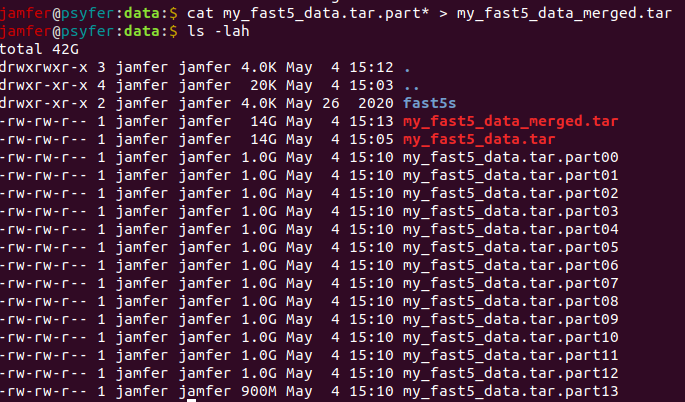 jamfer@psyfer:data:$ cat my_fast5_data.tar.part* > my_fast5_data_merged.tar
jamfer@psyfer:data:$ ls -lah
total 42G
drwxrwxr-x 3 jamfer jamfer 4.0K May  4 15:12 .
drwxr-xr-x 4 jamfer jamfer  20K May  4 15:03 ..
drwxr-xr-x 2 jamfer jamfer 4.0K May 26  2020 fast5s
-rw-rw-r-- 1 jamfer jamfer  14G May  4 15:13 my_fast5_data_merged.tar
-rw-rw-r-- 1 jamfer jamfer  14G May  4 15:05 my_fast5_data.tar
-rw-rw-r-- 1 jamfer jamfer 1.0G May  4 15:10 my_fast5_data.tar.part00
-rw-rw-r-- 1 jamfer jamfer 1.0G May  4 15:10 my_fast5_data.tar.part01
-rw-rw-r-- 1 jamfer jamfer 1.0G May  4 15:10 my_fast5_data.tar.part02
-rw-rw-r-- 1 jamfer jamfer 1.0G May  4 15:10 my_fast5_data.tar.part03
-rw-rw-r-- 1 jamfer jamfer 1.0G May  4 15:10 my_fast5_data.tar.part04
-rw-rw-r-- 1 jamfer jamfer 1.0G May  4 15:10 my_fast5_data.tar.part05
-rw-rw-r-- 1 jamfer jamfer 1.0G May  4 15:10 my_fast5_data.tar.part06
-rw-rw-r-- 1 jamfer jamfer 1.0G May  4 15:10 my_fast5_data.tar.part07
-rw-rw-r-- 1 jamfer jamfer 1.0G May  4 15:10 my_fast5_data.tar.part08
-rw-rw-r-- 1 jamfer jamfer 1.0G May  4 15:10 my_fast5_data.tar.part09
-rw-rw-r-- 1 jamfer jamfer 1.0G May  4 15:10 my_fast5_data.tar.part10
-rw-rw-r-- 1 jamfer jamfer 1.0G May  4 15:10 my_fast5_data.tar.part11
-rw-rw-r-- 1 jamfer jamfer 1.0G May  4 15:10 my_fast5_data.tar.part12
-rw-rw-r-- 1 jamfer jamfer 900M May  4 15:10 my_fast5_data.tar.part13